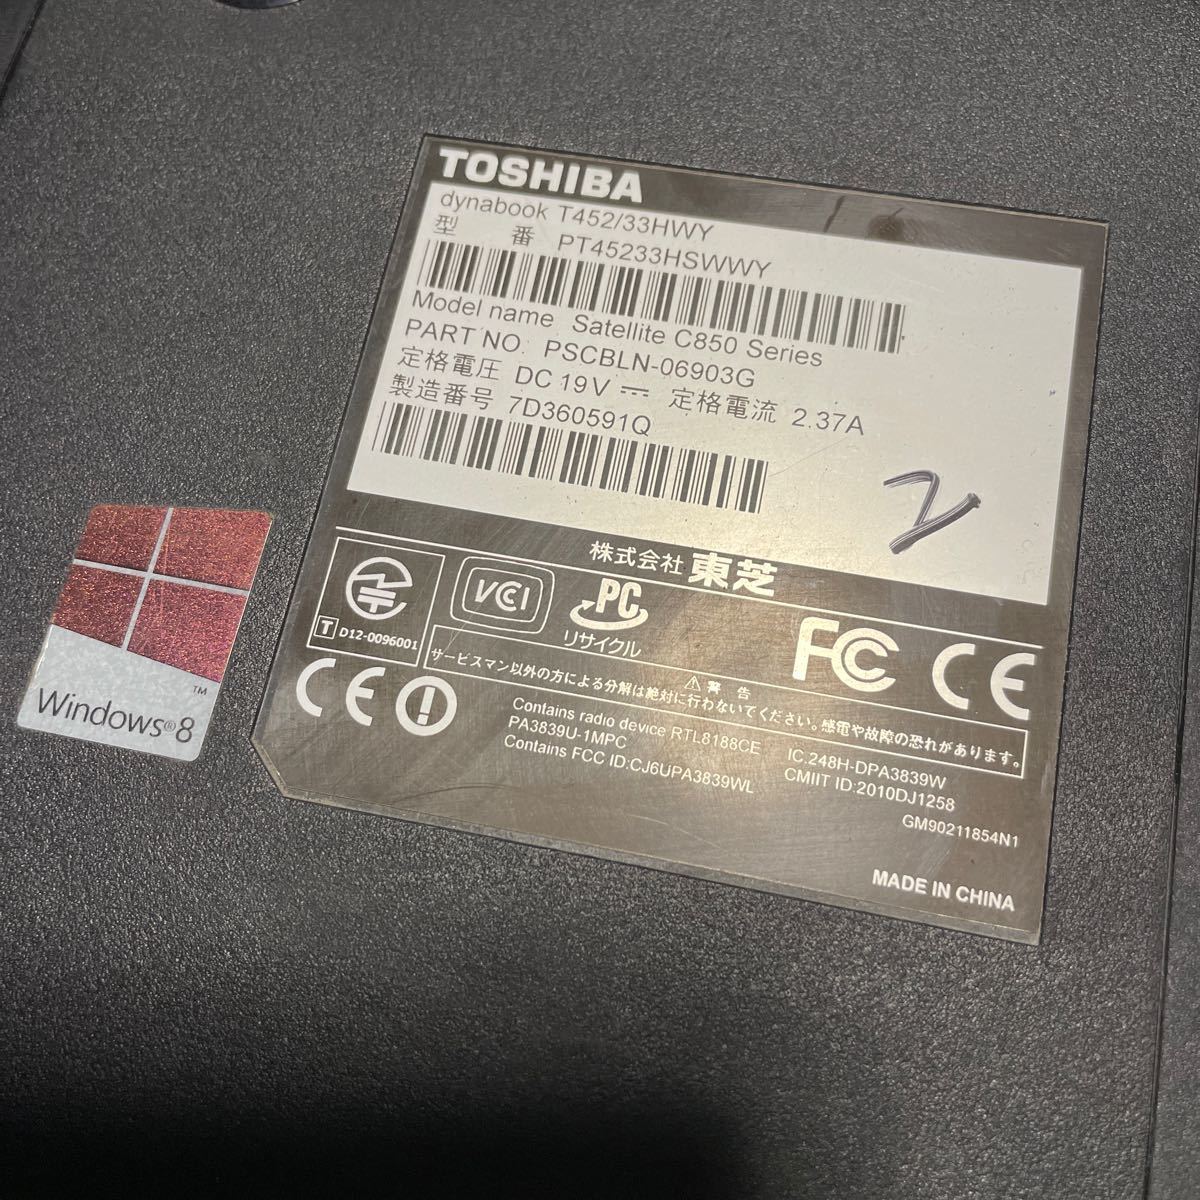 TOSHIBA
dynabook T452/33HWY
型 番 PT45233HSWWY
Model name Satellite C850 Series
PART NO. PSCBLN-06903G
定格電圧 DC 19V ⎓ 定格電流 2.37A
製造番号 7D360591Q
2
株式会社 東芝
T D12-0096001
VCCI
PC
リサイクル
FC CE
⚠ 警 告
サービスマン以外の方による分解は絶対に行わないでください。感電や故障の恐れがあります。
CE
Contains radio device RTL8188CE
PA3839U-1MPC
Contains FCC ID:CJ6UPA3839WL
IC:248H-DPA3839W
CMIIT ID:2010DJ1258
GM90211854N1
MADE IN CHINA
Windows®8
™